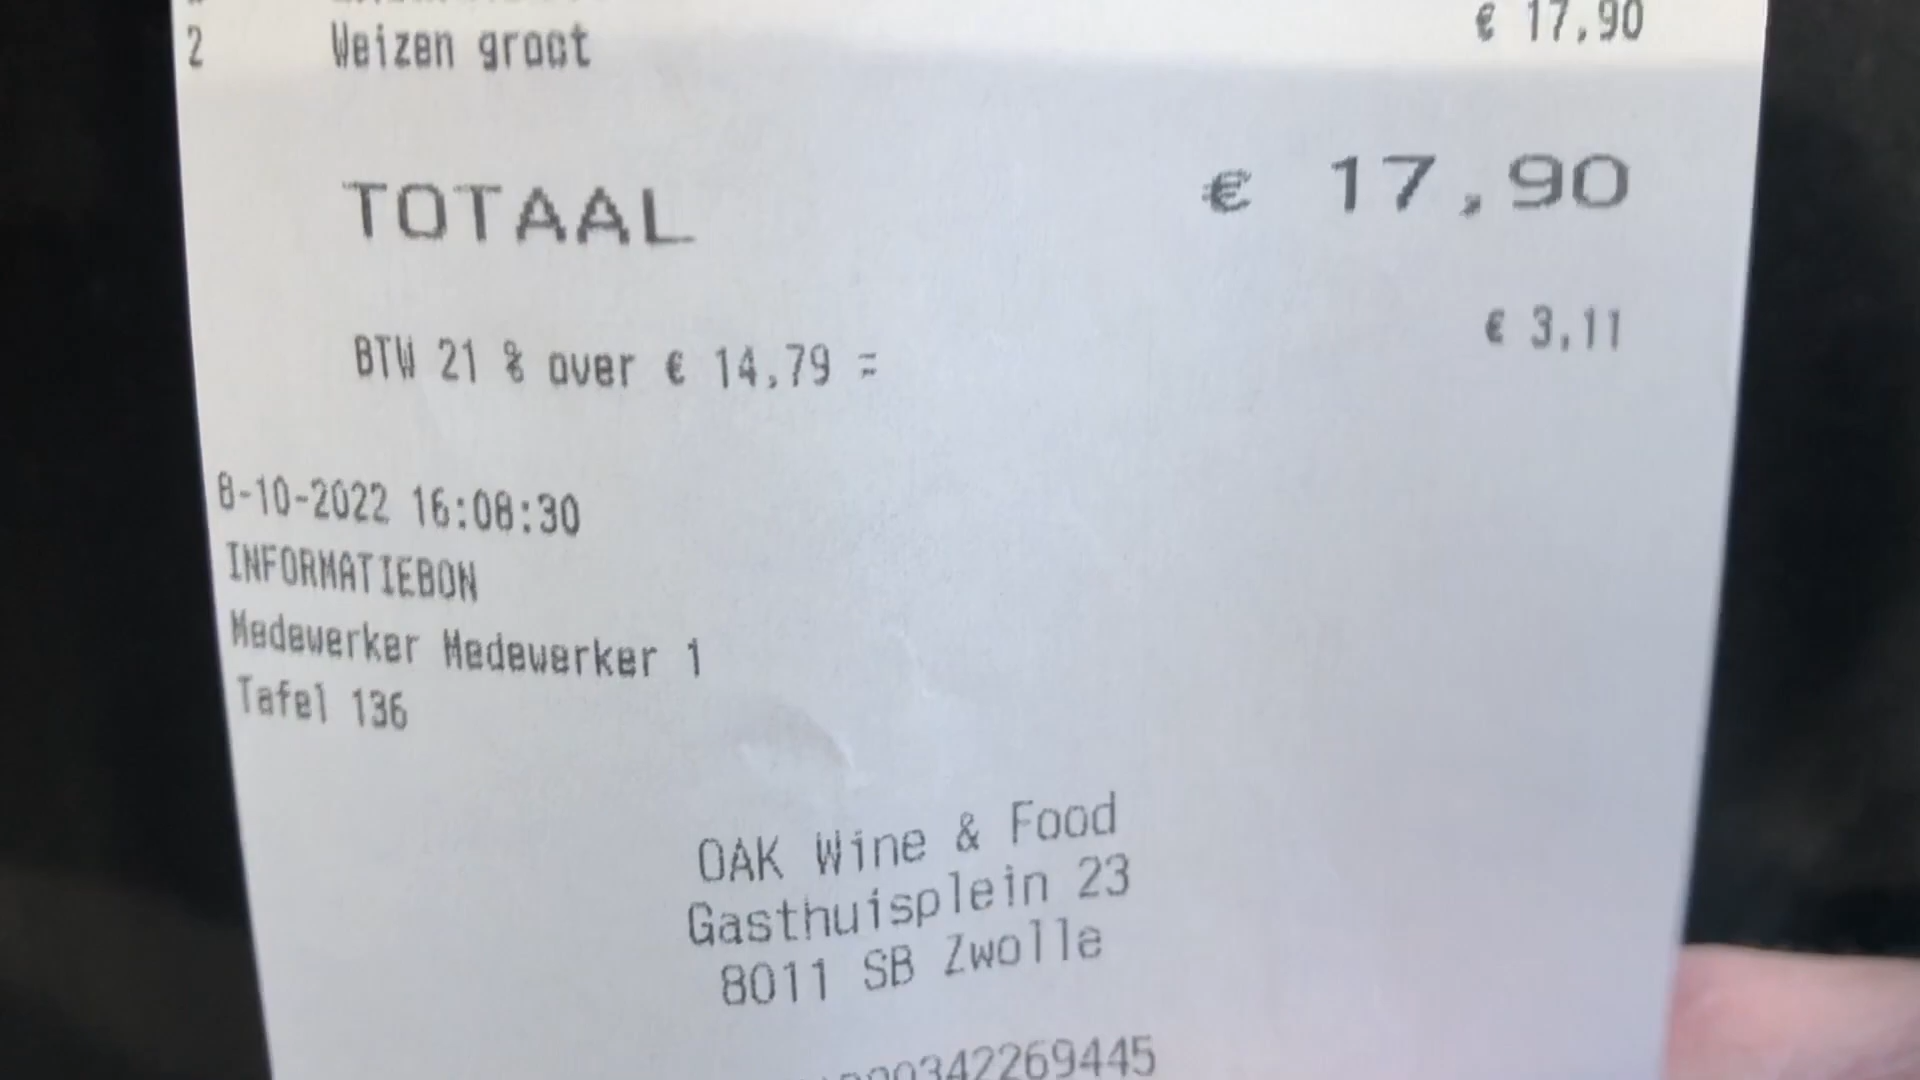 2 Weizen groot € 17,90
TOTAAL € 17,90
BTW 21 % over € 14,79 = € 3,11
8-10-2022 16:08:30
INFORMATIEBON
Medewerker Medewerker 1
Tafel 136
OAK Wine & Food
Gasthuisplein 23
8011 SB Zwolle
342269445